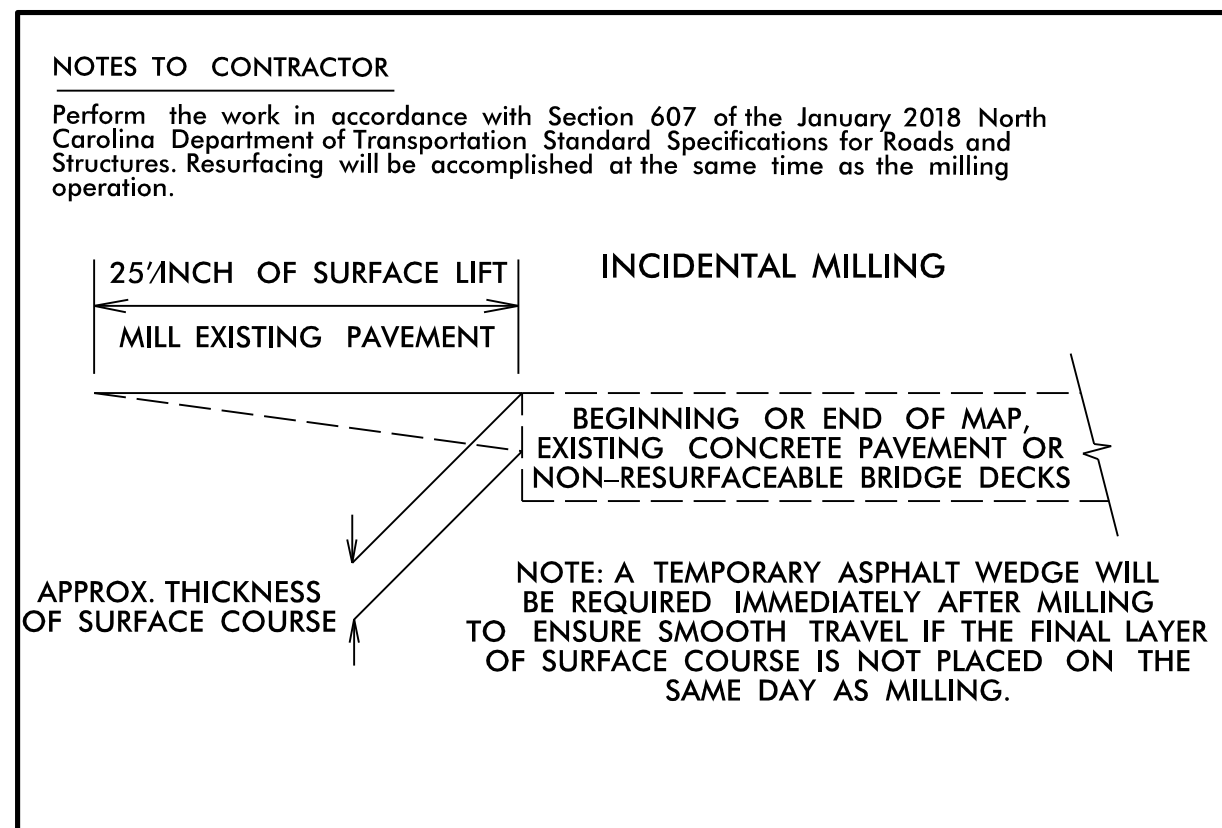 NOTES TO CONTRACTOR
Perform the work in accordance with Section 607 of the January 2018 North
Carolina Department of Transportation Standard Specifications for Roads and
Structures. Resurfacing will be accomplished at the same time as the milling
operation.
25'/INCH OF SURFACE LIFT
INCIDENTAL MILLING
MILL EXISTING PAVEMENT
BEGINNING OR END OF MAP,
EXISTING CONCRETE PAVEMENT OR
NON–RESURFACEABLE BRIDGE DECKS
APPROX. THICKNESS
OF SURFACE COURSE
NOTE: A TEMPORARY ASPHALT WEDGE WILL
BE REQUIRED IMMEDIATELY AFTER MILLING
TO ENSURE SMOOTH TRAVEL IF THE FINAL LAYER
OF SURFACE COURSE IS NOT PLACED ON THE
SAME DAY AS MILLING.